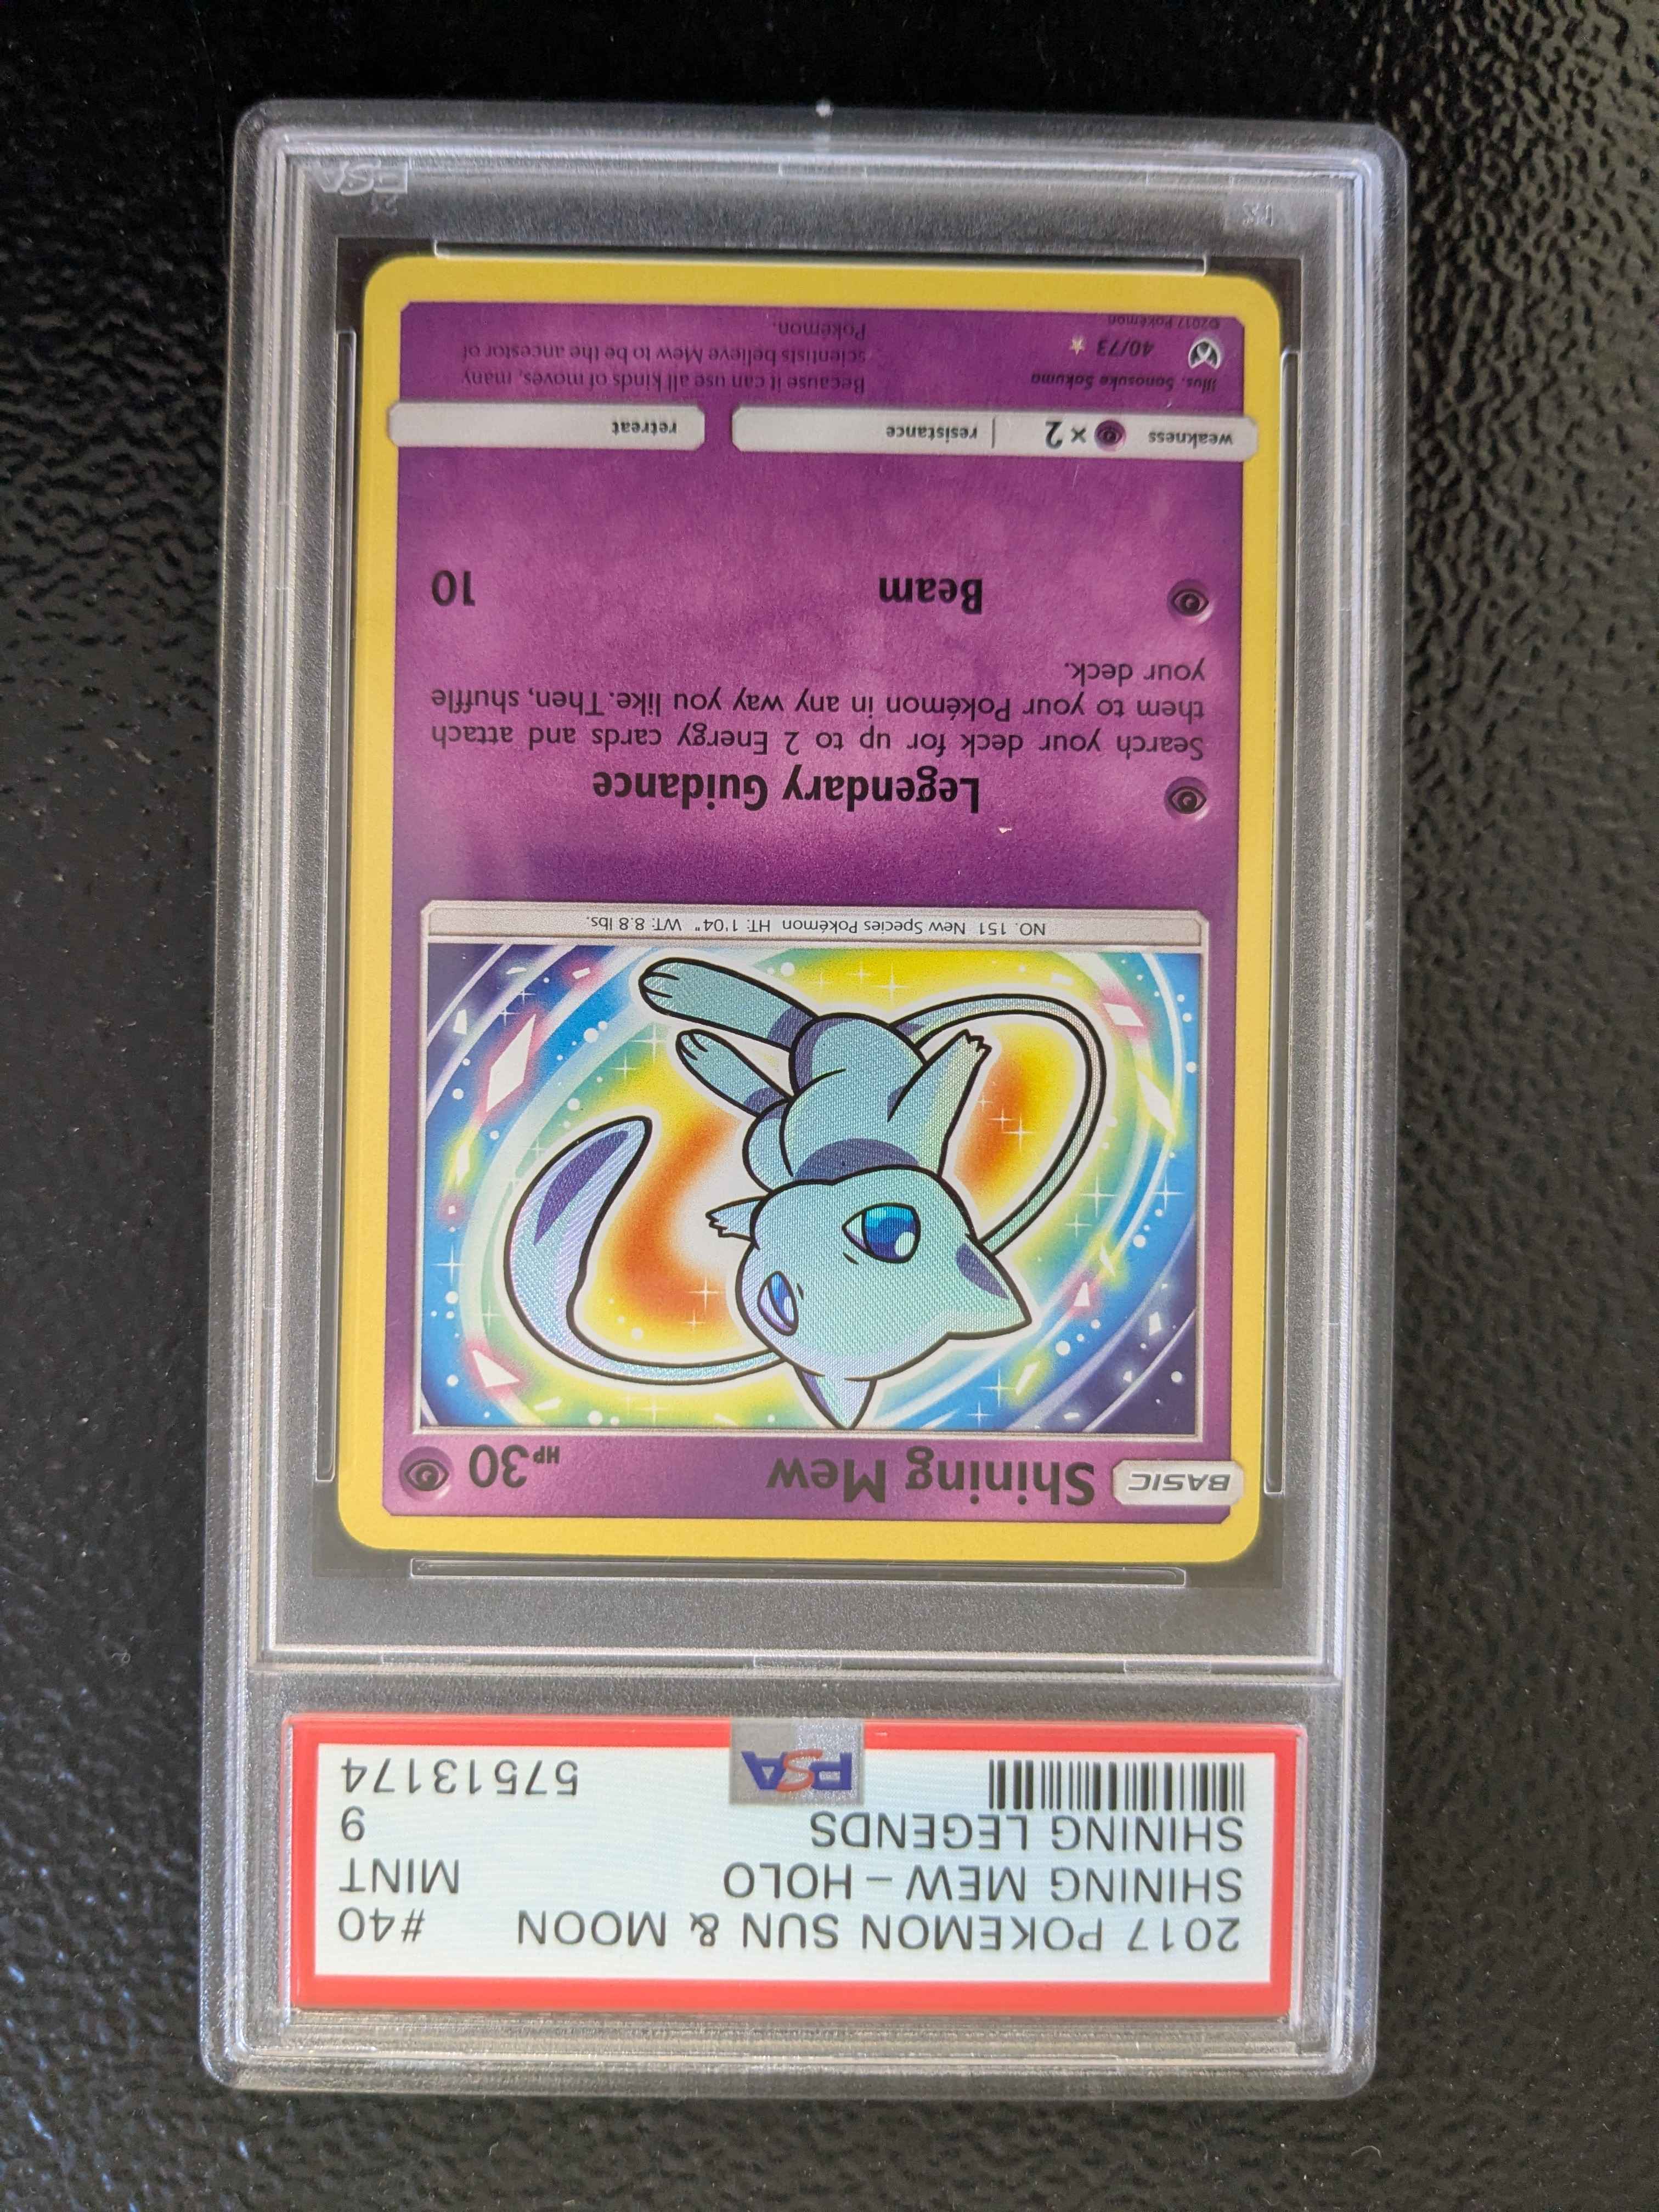 2017 POKEMON SUN & MOON #40
SHINING MEW - HOLO MINT
SHINING LEGENDS 9
PSA 57513174
BASIC Shining Mew HP 30
NO. 151 New Species Pokémon HT: 1'04" WT: 8.8 lbs.
Legendary Guidance
Search your deck for up to 2 Energy cards and attach
them to your Pokémon in any way you like. Then, shuffle
your deck.
Beam 10
weakness × 2 resistance retreat
Illus. Sanosuke Sakuma
40/73
©2017 Pokémon
Because it can use all kinds of moves, many
scientists believe Mew to be the ancestor of
Pokémon.
PSA